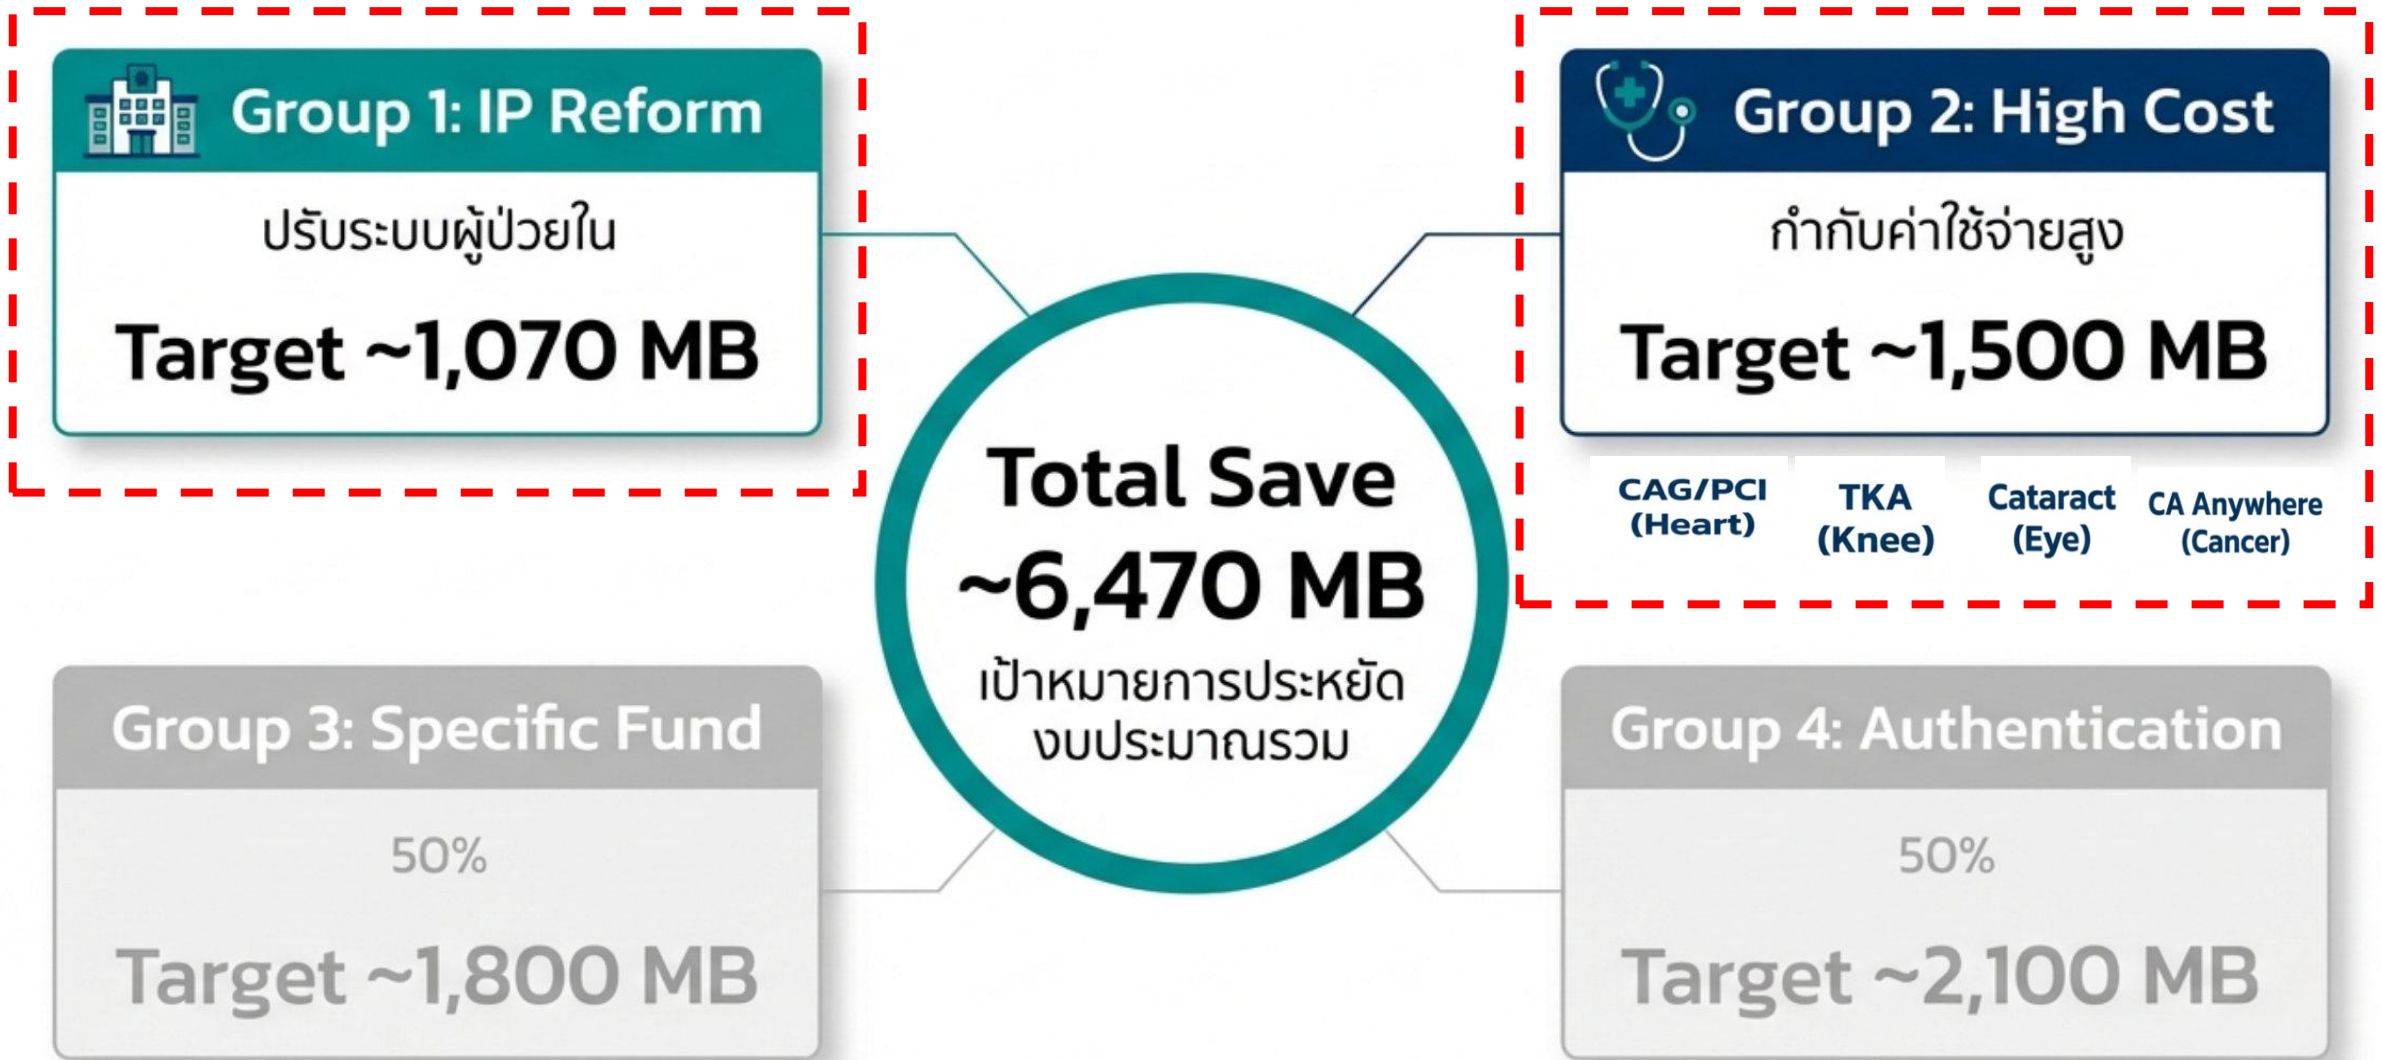 Group 1: IP Reform
ปรับระบบผู้ป่วยใน
Target ~1,070 MB
Group 2: High Cost
กำกับค่าใช้จ่ายสูง
Target ~1,500 MB
CAG/PCI
(Heart)
TKA
(Knee)
Cataract
(Eye)
CA Anywhere
(Cancer)
Total Save
~6,470 MB
เป้าหมายการประหยัด
งบประมาณรวม
Group 3: Specific Fund
50%
Target ~1,800 MB
Group 4: Authentication
50%
Target ~2,100 MB